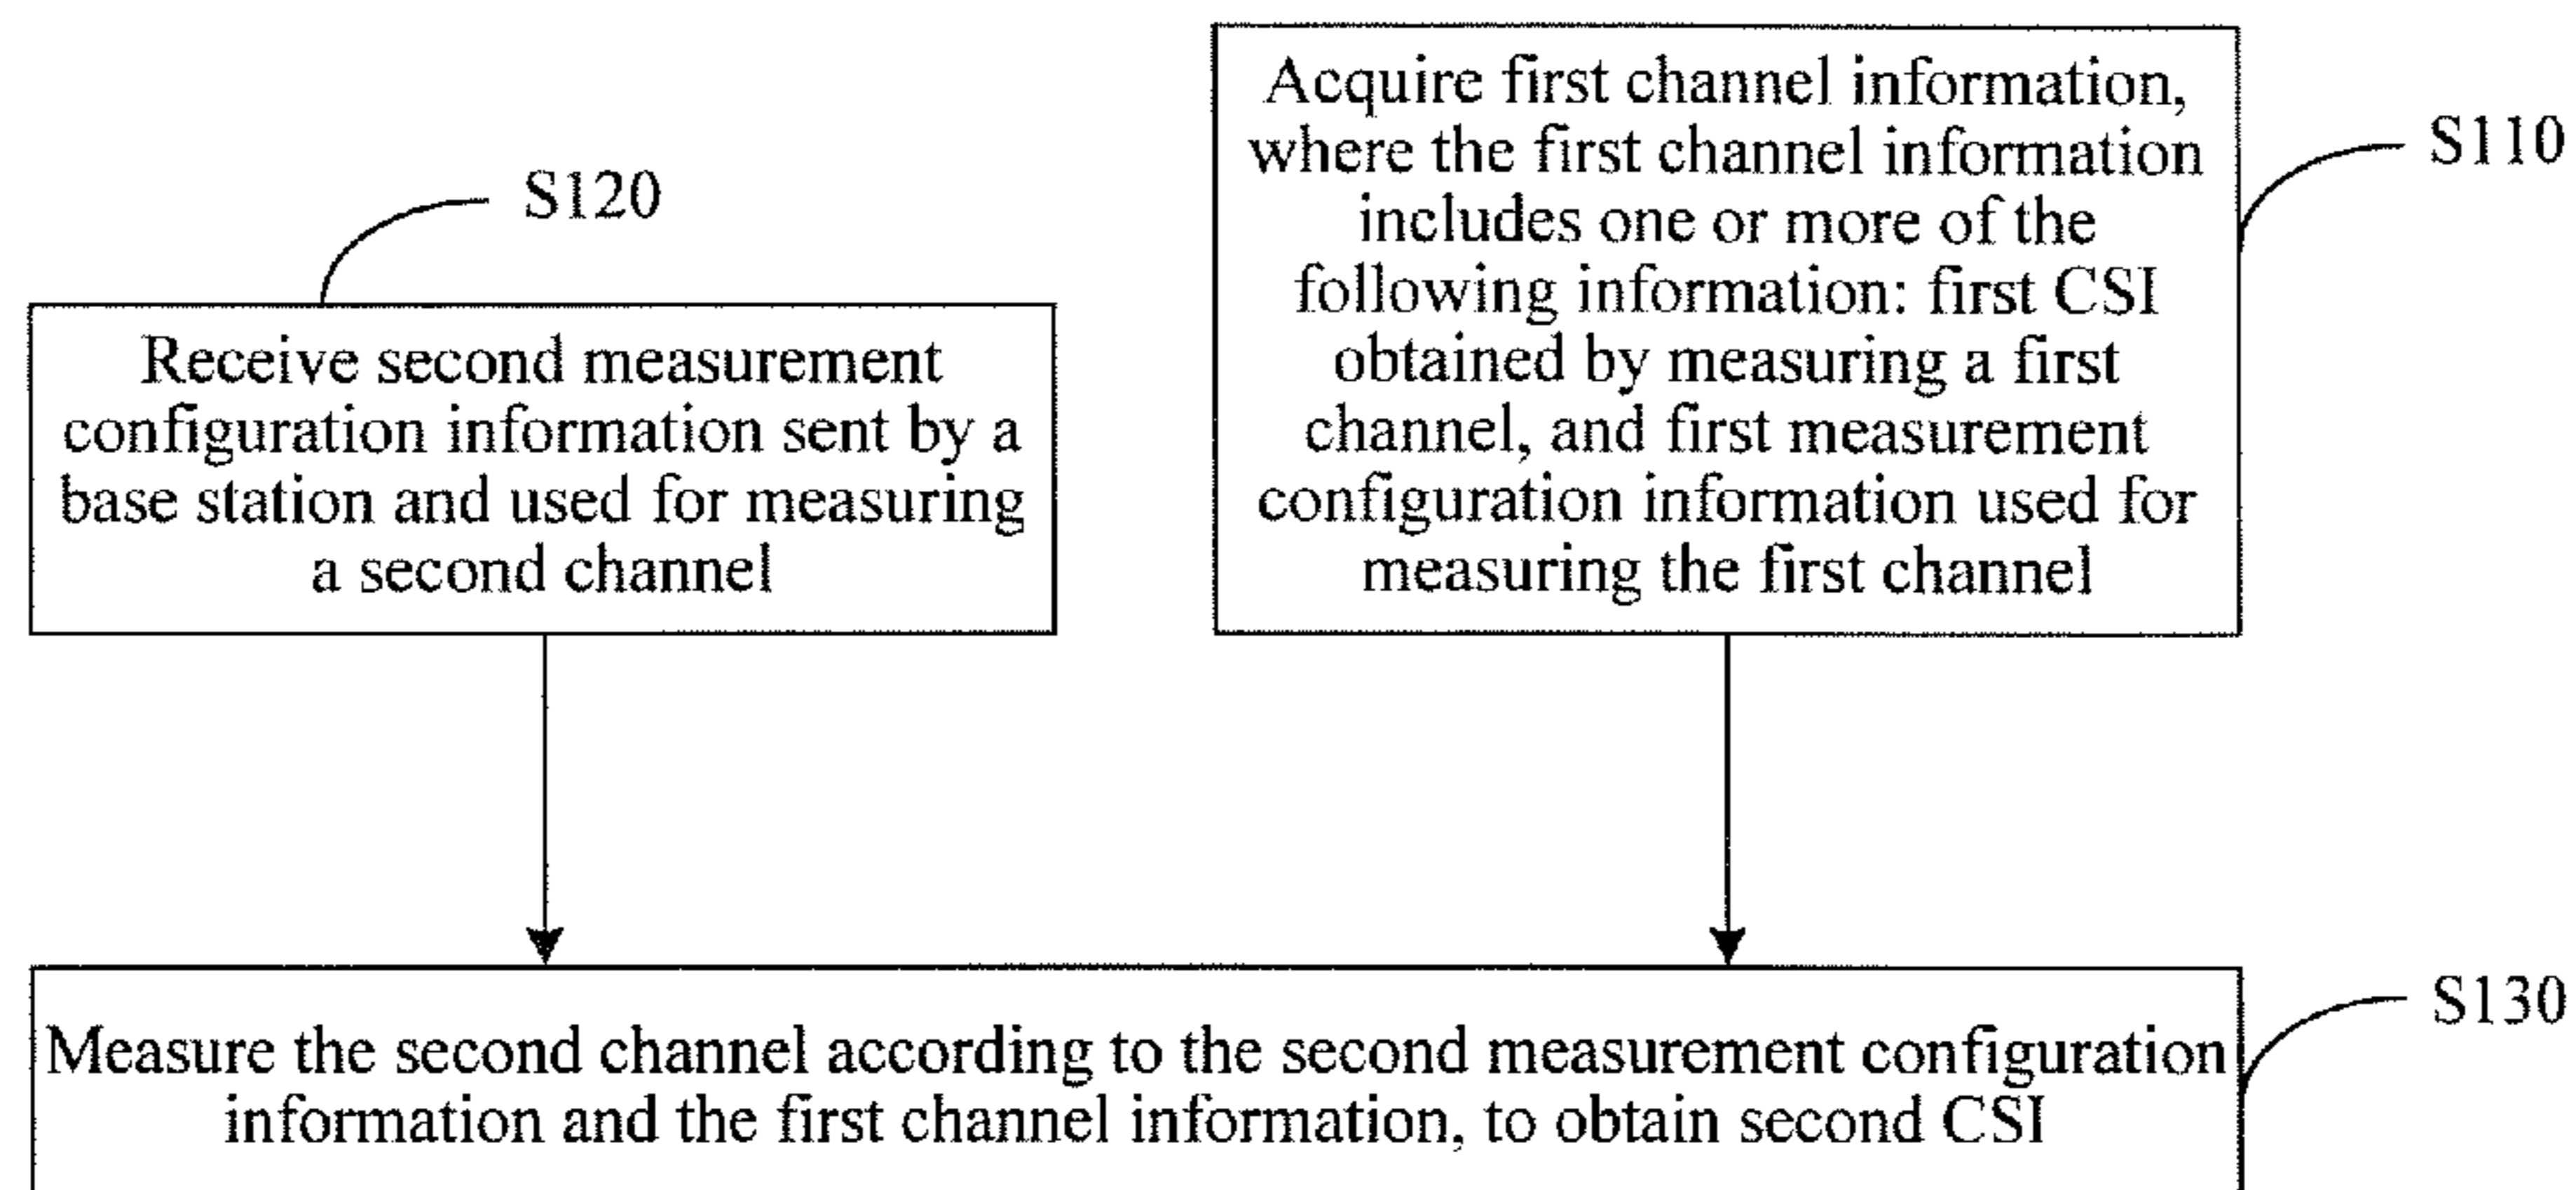 S120
Receive second measurement
configuration information sent by a
base station and used for measuring
a second channel
Acquire first channel information,
where the first channel information
includes one or more of the
following information: first CSI
obtained by measuring a first
channel, and first measurement
configuration information used for
measuring the first channel
S110
Measure the second channel according to the second measurement configuration
information and the first channel information, to obtain second CSI
S130